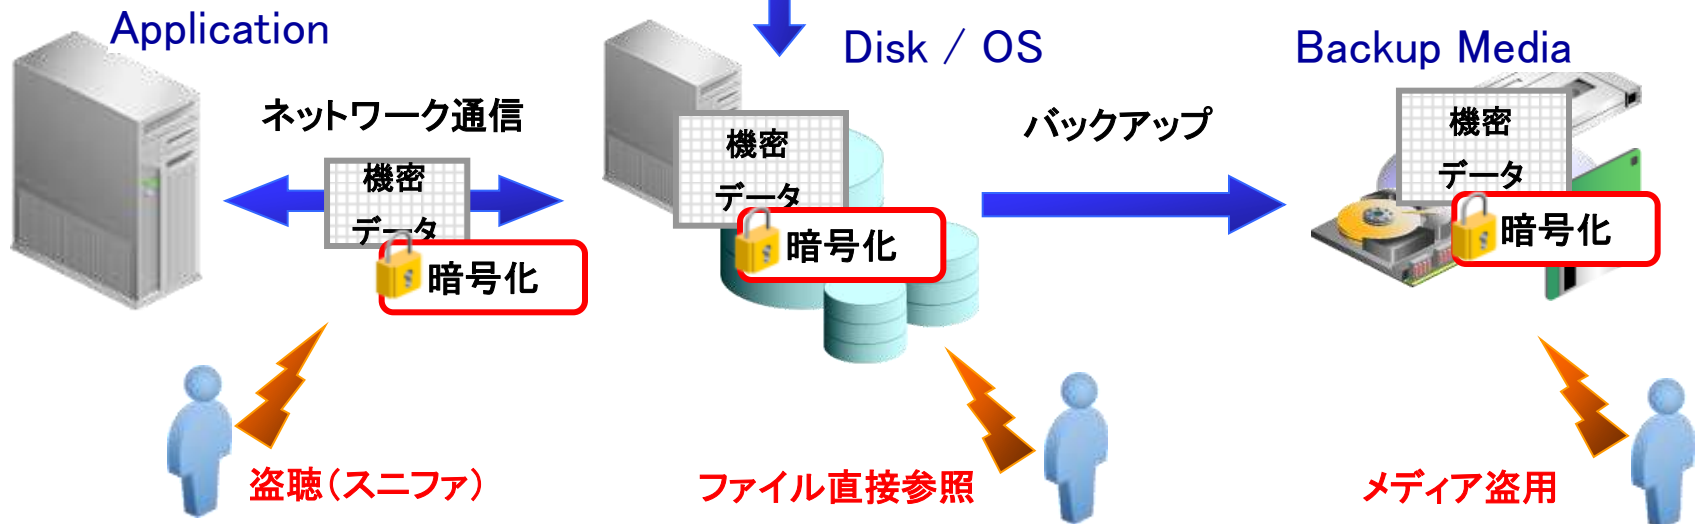 Application
Disk / OS
Backup Media
ネットワーク通信
バックアップ
機密
データ
暗号化
機密
データ
暗号化
機密
データ
暗号化
盗聴（スニファ）
ファイル直接参照
メディア盗用